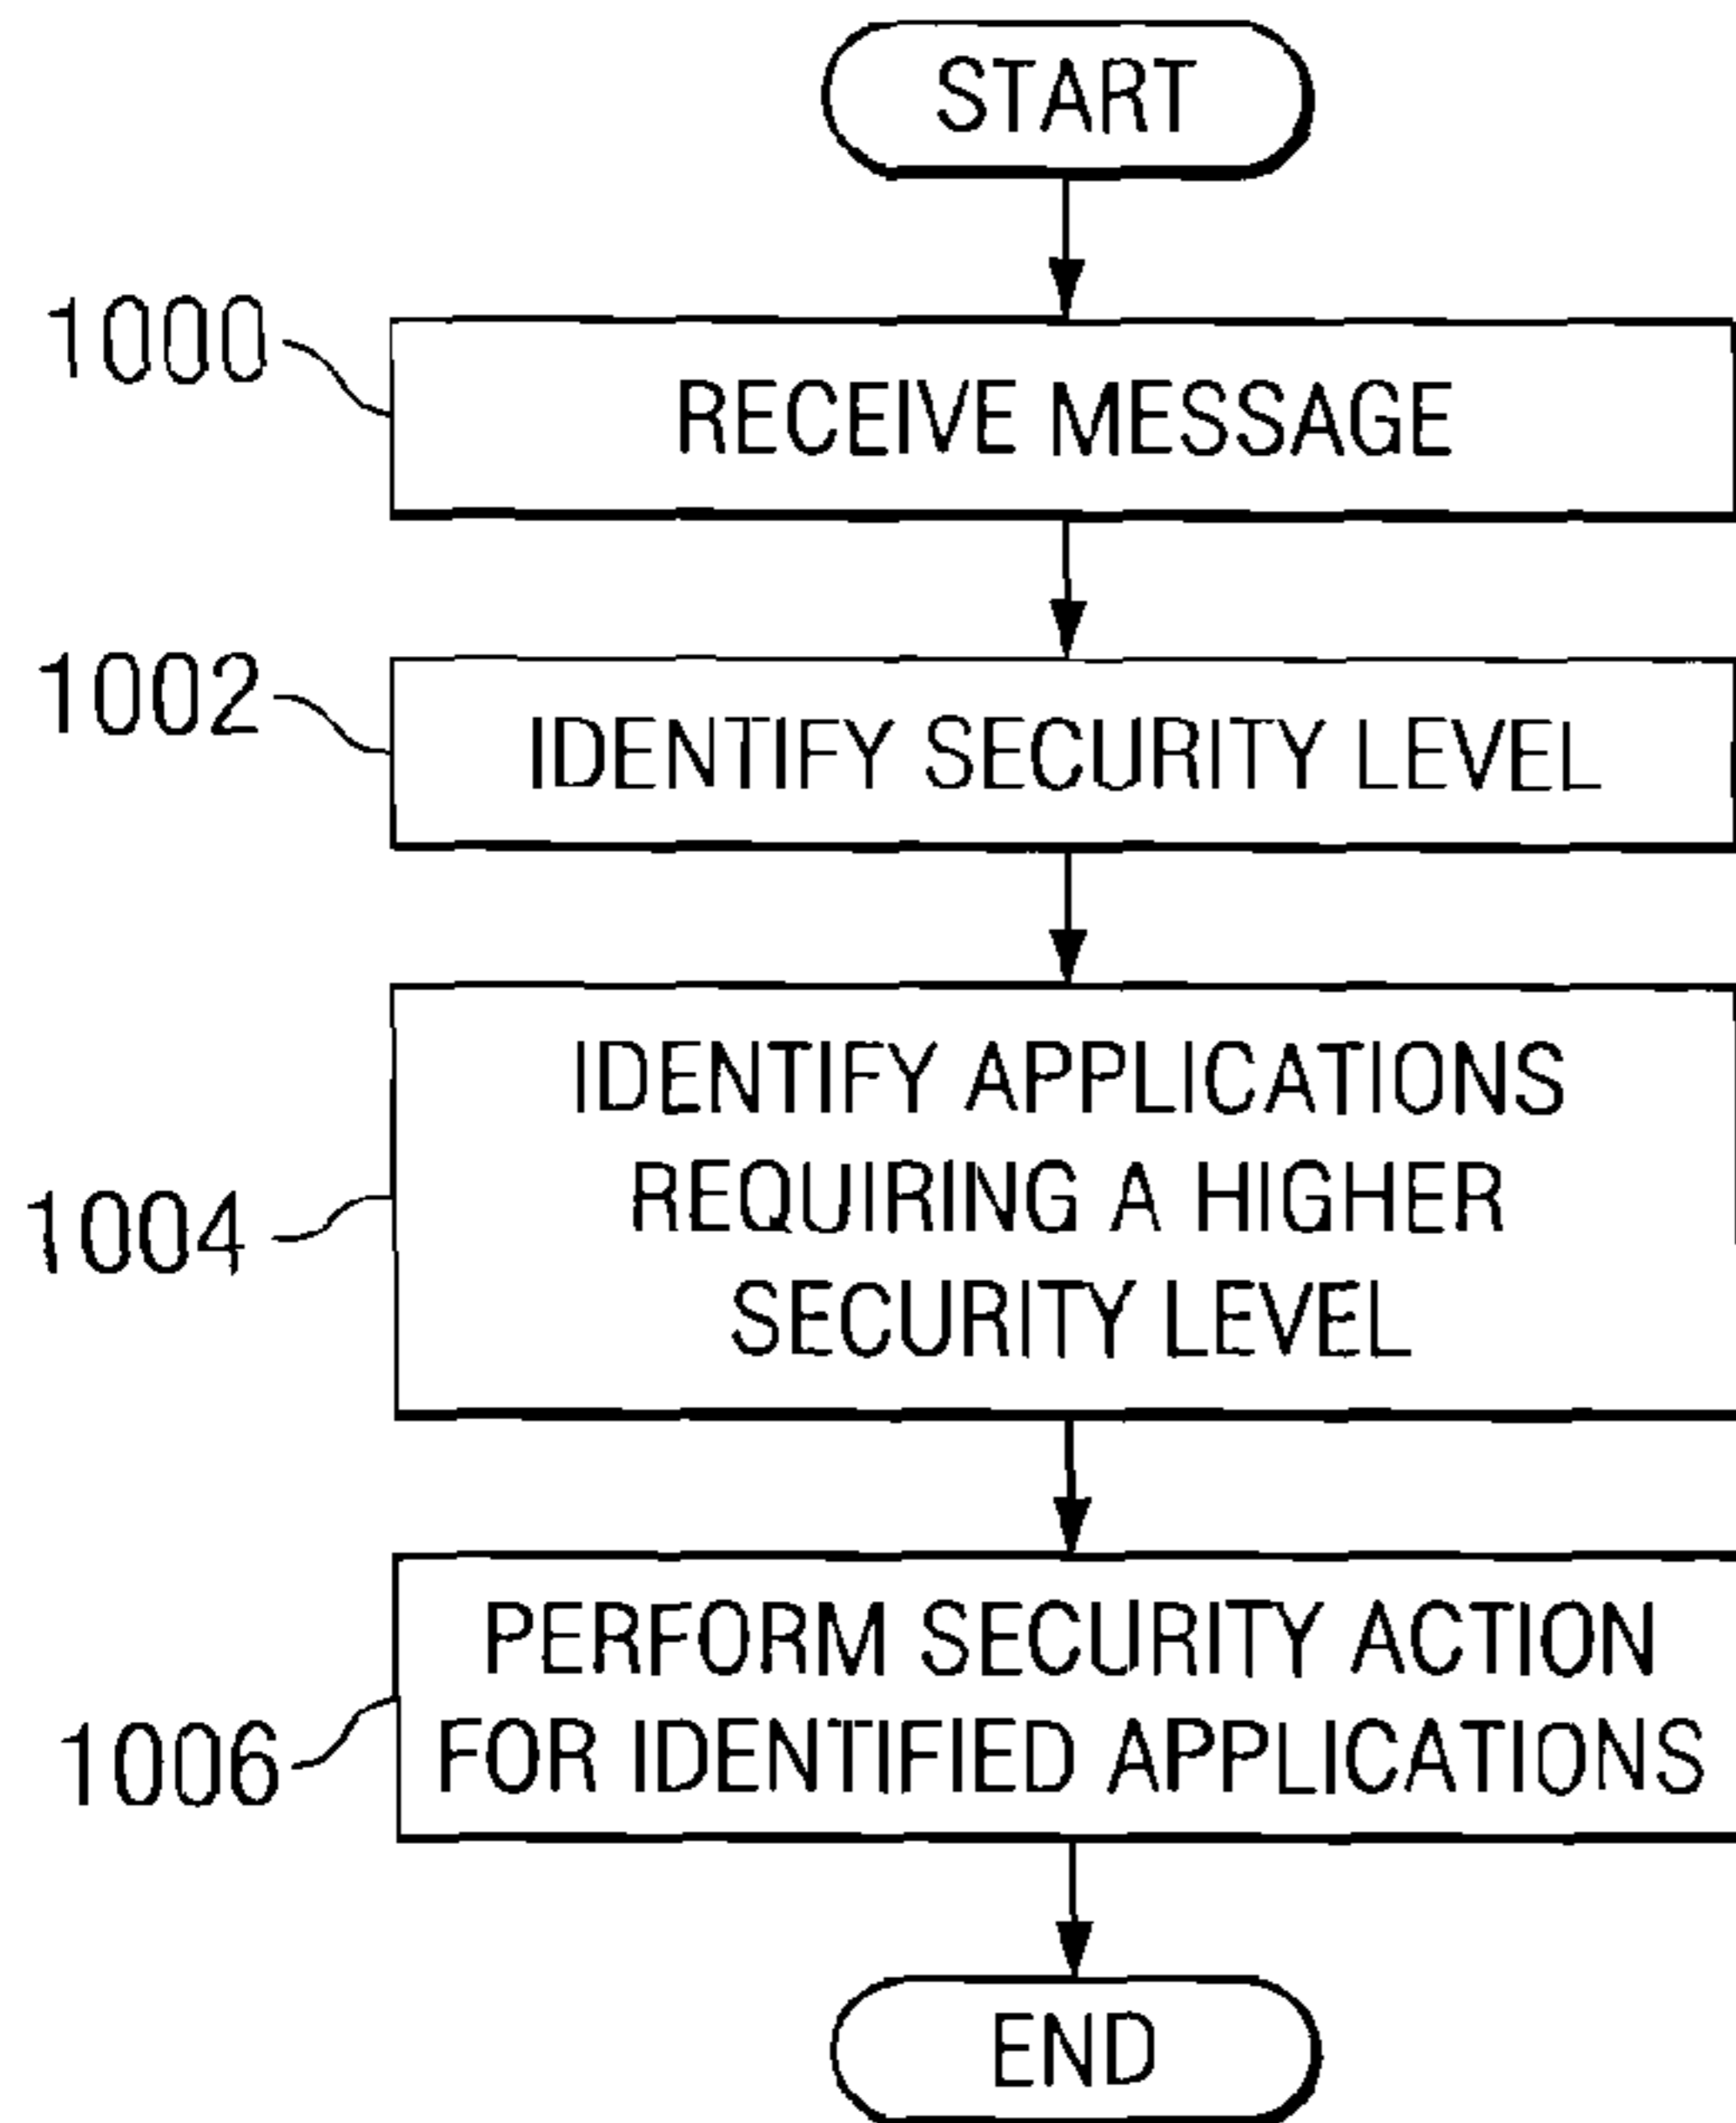 START
1000
RECEIVE MESSAGE
1002
IDENTIFY SECURITY LEVEL
1004
IDENTIFY APPLICATIONS
REQUIRING A HIGHER
SECURITY LEVEL
1006
PERFORM SECURITY ACTION
FOR IDENTIFIED APPLICATIONS
END